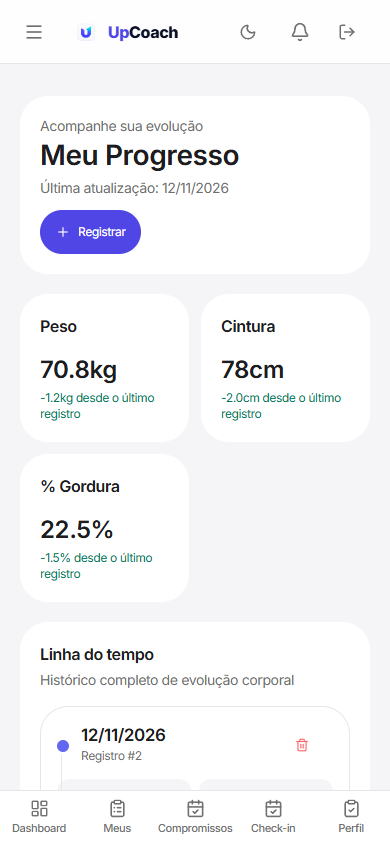 UpCoach
Acompanhe sua evolução
Meu Progresso
Última atualização: 12/11/2026
Registrar
Peso
70.8kg
-1.2kg desde o último
registro
Cintura
78cm
-2.0cm desde o último
registro
% Gordura
22.5%
-1.5% desde o último
registro
Linha do tempo
Histórico completo de evolução corporal
12/11/2026
Registro #2
Dashboard
Meus
Compromissos
Check-in
Perfil